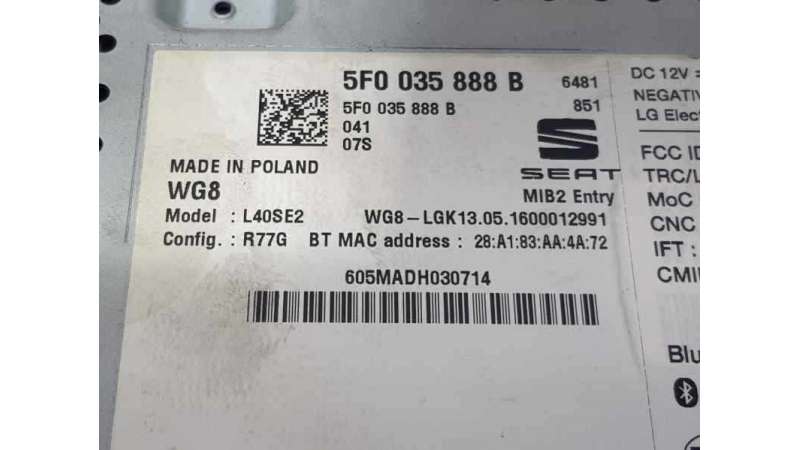 5F0 035 888 B 6481
5F0 035 888 B 851
041
07S
SEAT
MADE IN POLAND
WG8 MIB2 Entry
Model : L40SE2 WG8-LGK13.05.1600012991
Config. : R77G BT MAC address : 28:A1:83:AA:4A:72
605MADH030714
DC 12V
NEGATIV
LG Elect
FCC ID
TRC/L
MoC
CNC
IFT :
CMII
Blu